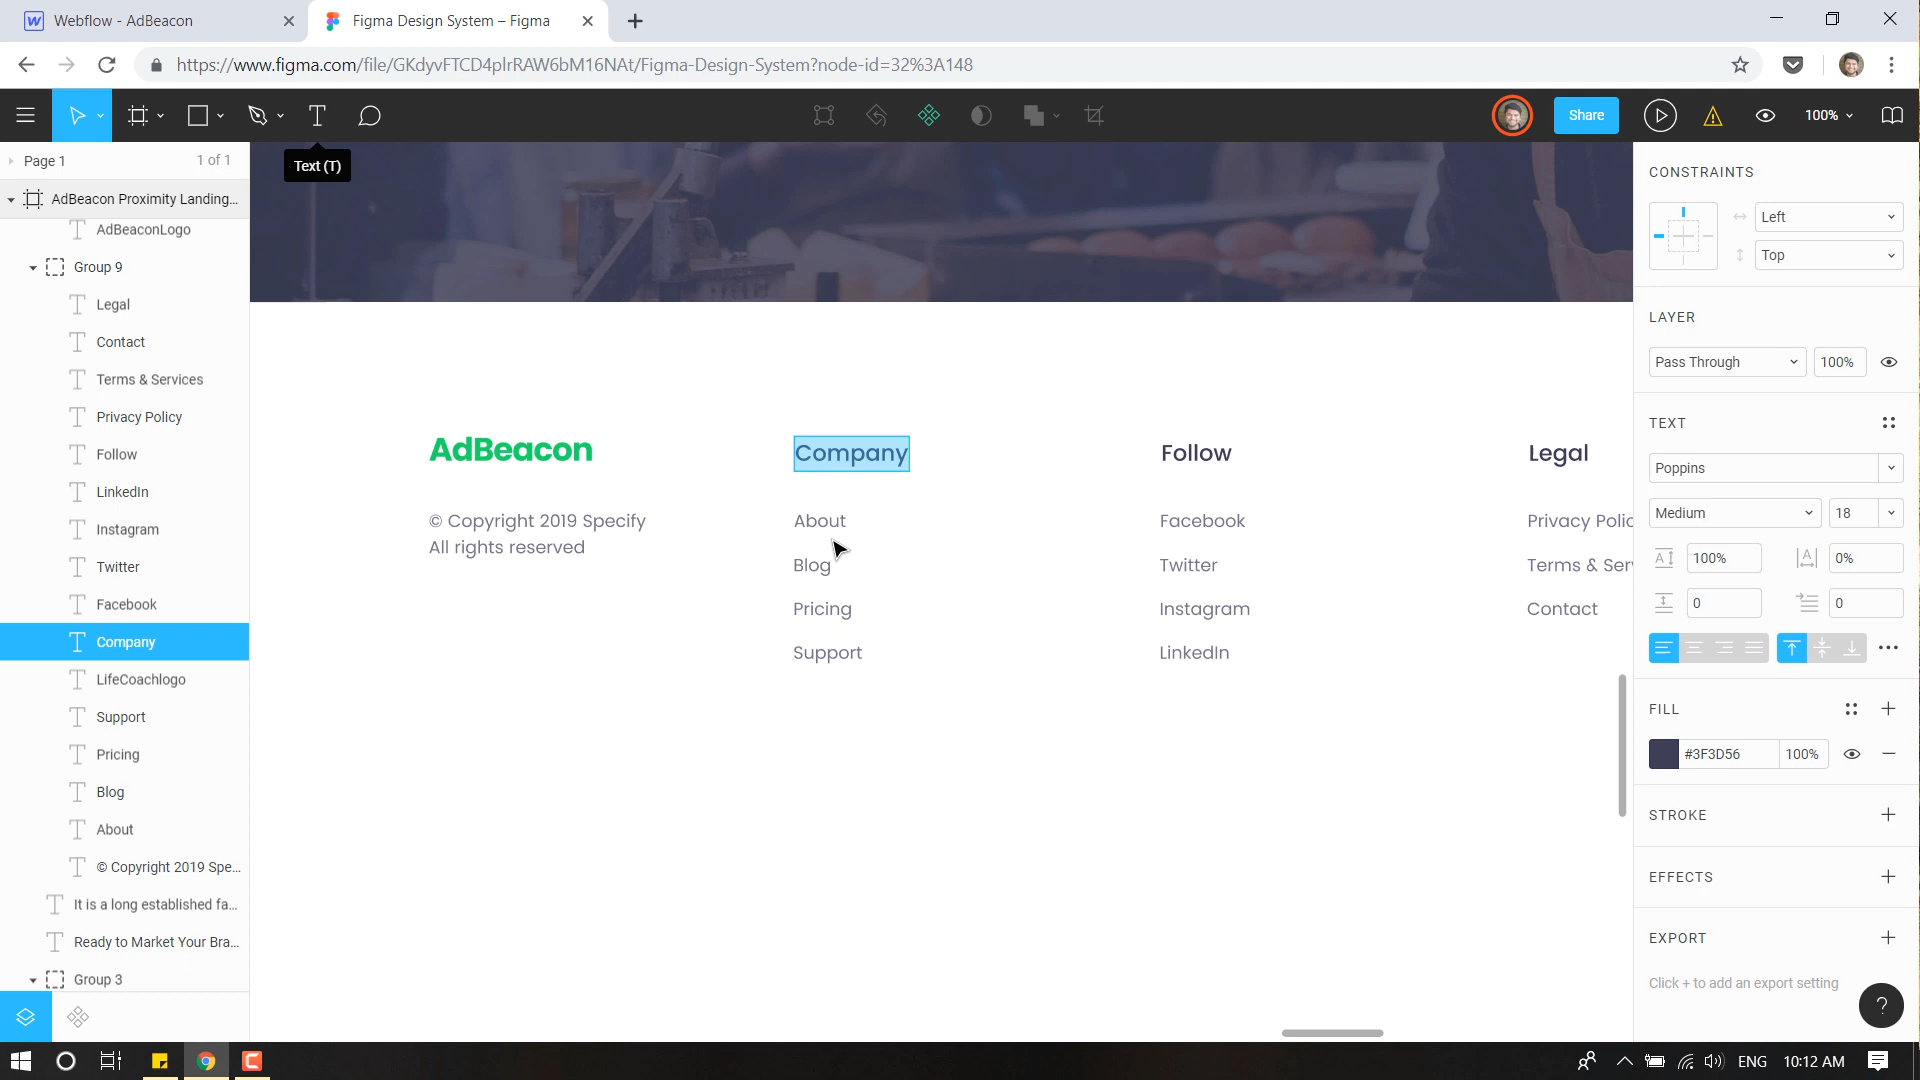 Webflow - AdBeacon
Figma Design System – Figma
https://www.figma.com/file/GKdyvFTCD4plrRAW6bM16NAt/Figma-Design-System?node-id=32%3A148
Share
100%
Page 1
1 of 1
Text (T)
AdBeacon Proximity Landing...
AdBeaconLogo
Group 9
Legal
Contact
Terms & Services
Privacy Policy
Follow
LinkedIn
Instagram
Twitter
Facebook
Company
LifeCoachlogo
Support
Pricing
Blog
About
© Copyright 2019 Spe...
It is a long established fa...
Ready to Market Your Bra...
Group 3
AdBeacon
© Copyright 2019 Specify
All rights reserved
Company
About
Blog
Pricing
Support
Follow
Facebook
Twitter
Instagram
LinkedIn
Legal
Privacy Polic
Terms & Serv
Contact
CONSTRAINTS
Left
Top
LAYER
Pass Through
100%
TEXT
Poppins
Medium
18
100%
0%
0
0
FILL
#3F3D56
100%
STROKE
EFFECTS
EXPORT
Click + to add an export setting
?
ENG
10:12 AM